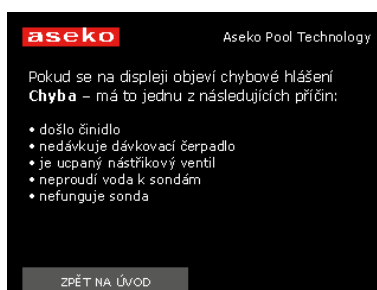 aseko
Aseko Pool Technology
Pokud se na displeji objeví chybové hlášení
Chyba – má to jednu z následujících příčin:
• došlo činidlo
• nedávkuje dávkovací čerpadlo
• je ucpaný nástřikový ventil
• neproudí voda k sondám
• nefunguje sonda
ZPĚT NA ÚVOD